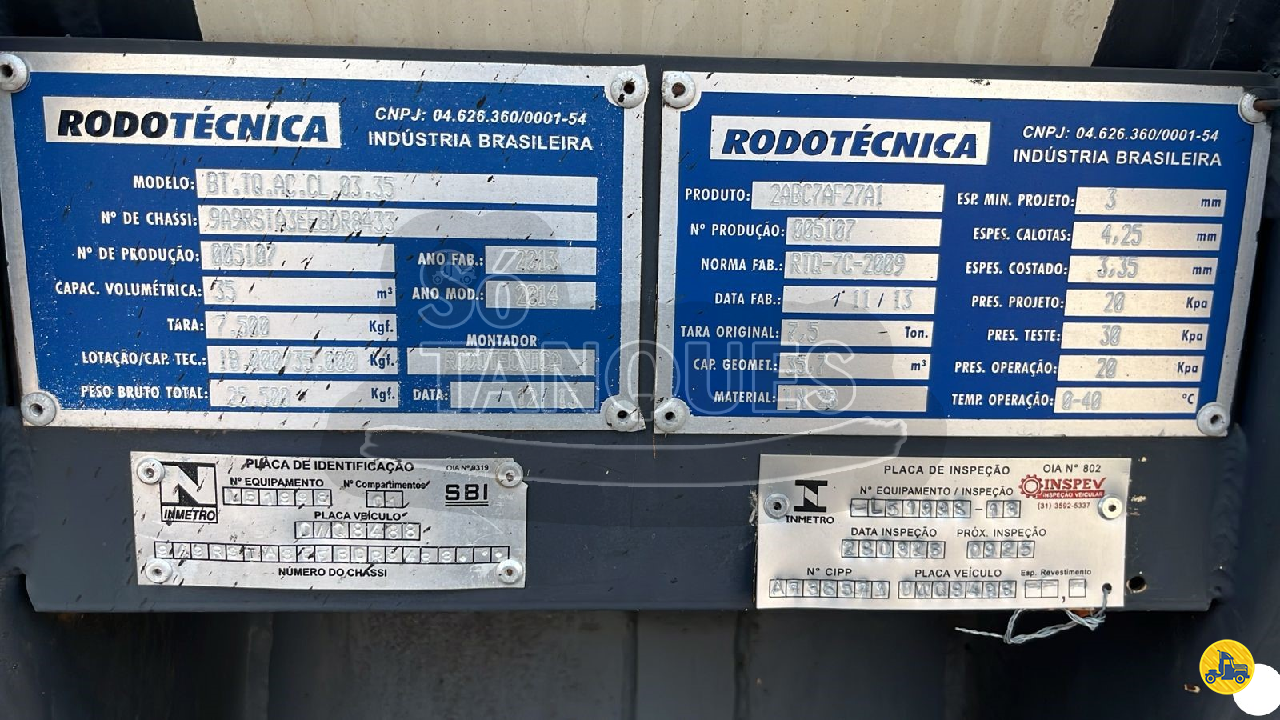 RODOTÉCNICA
CNPJ: 04.626.360/0001-54
INDÚSTRIA BRASILEIRA
MODELO: BT.TQ.AC.CL.03.35
Nº DE CHASSI:
Nº DE PRODUÇÃO: 005107
ANO FAB.: 2013
CAPAC. VOLUMÉTRICA: 35 m³
ANO MOD.: 2014
TARA: 7.500 Kgf.
MONTADOR
LOTAÇÃO/CAP. TEC.: Kgf.
PESO BRUTO TOTAL: Kgf.
DATA:
RODOTÉCNICA
CNPJ: 04.626.360/0001-54
INDÚSTRIA BRASILEIRA
PRODUTO: 2ABC7AF27A1
ESP. MIN. PROJETO: 3 mm
Nº PRODUÇÃO: 005107
ESPES. CALOTAS: 4,25 mm
NORMA FAB.: RTQ-7C-2009
ESPES. COSTADO: 3,35 mm
DATA FAB.: / 11 / 13
PRES. PROJETO: 20 Kpa
TARA ORIGINAL: 7,5 Ton.
PRES. TESTE: 30 Kpa
CAP. GEOMET.: m³
PRES. OPERAÇÃO: 20 Kpa
MATERIAL:
TEMP. OPERAÇÃO: 0-40 °C
SÓ
TANQUES
PLACA DE IDENTIFICAÇÃO
OIA Nº 0319
Nº EQUIPAMENTO
Nº Compartimentos
SBI
INMETRO
PLACA VEÍCULO
NÚMERO DO CHASSI
PLACA DE INSPEÇÃO
OIA Nº 802
Nº EQUIPAMENTO / INSPEÇÃO
INSPEV
INSPEÇÃO VEICULAR
INMETRO
DATA INSPEÇÃO
PRÓX. INSPEÇÃO
0925
Nº CIPP
PLACA VEÍCULO
Esp. Revestimento